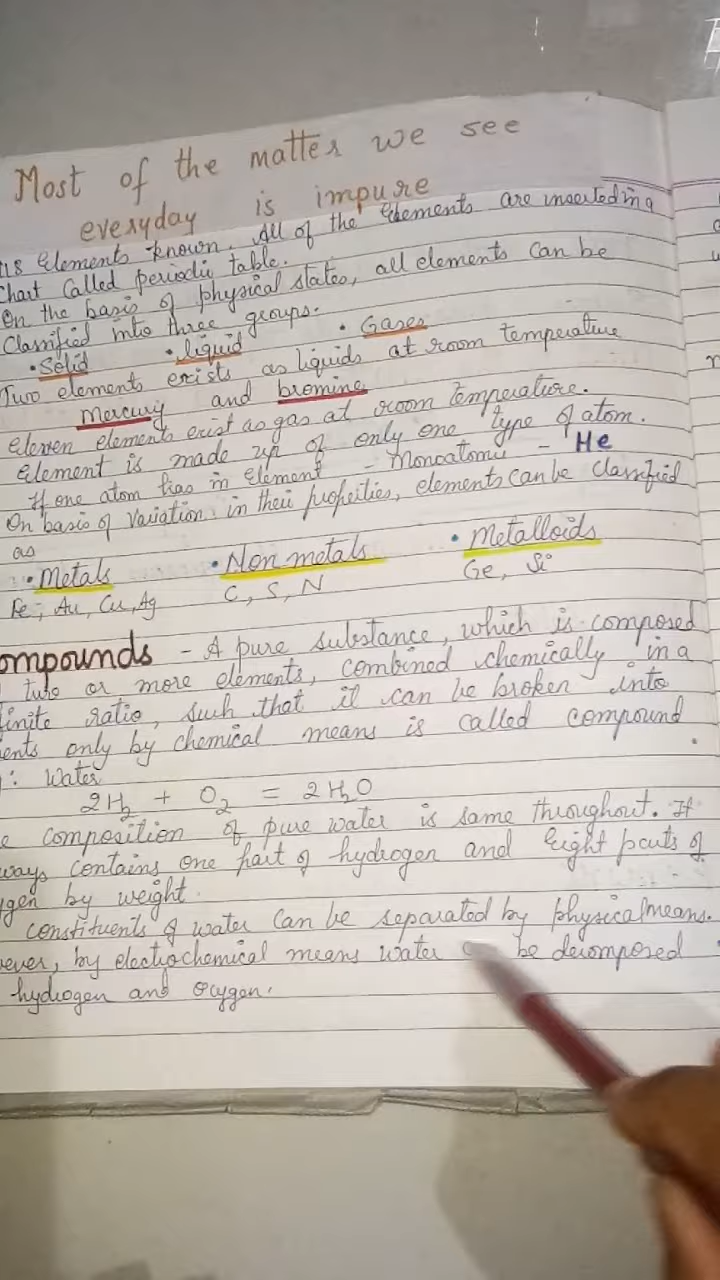 Most of the matter we see
everyday is impure
118 Elements known. All of the Elements are inserted in a
Chart Called periodic table.
On the basis of physical states, all elements can be
Classified into three groups.
• Solid • liquid • Gases
Two elements exists as liquids at room temperature
Mercury and bromine
Eleven elements exist as gas at room temperature.
Element is made up of only one type of atom.
If one atom has in element - Monoatomic - He
On basis of variation in their properties, elements can be classified
as
• Metals • Non metals • Metalloids
Fe, Au, Cu, Ag C, S, N Ge, Si
ompounds - A pure substance, which is composed
two or more elements, combined chemically in a
finite ratio, such that it can be broken into
ents only by chemical means is called compound
: Water
2H₂ + O₂ = 2H₂O
e composition of pure water is same throughout. It
ways contains one part of hydrogen and Eight parts of
gen by weight.
constituents of water can be separated by physical means.
ever, by electrochemical means water be decomposed
hydrogen and oxygen.